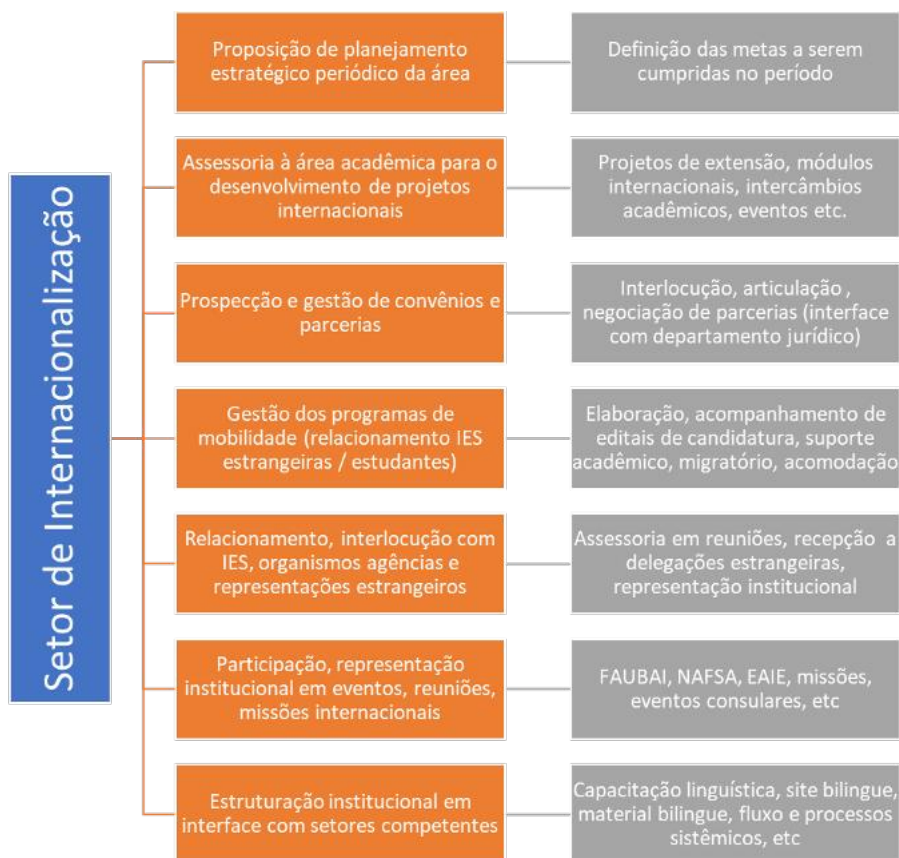 Setor de Internacionalização
Proposição de planejamento
estratégico periódico da área
Definição das metas a serem
cumpridas no período
Assessoria à área acadêmica para o
desenvolvimento de projetos
internacionais
Projetos de extensão, módulos
internacionais, intercâmbios
acadêmicos, eventos etc.
Prospecção e gestão de convênios e
parcerias
Interlocução, articulação ,
negociação de parcerias (interface
com departamento jurídico)
Gestão dos programas de
mobilidade (relacionamento IES
estrangeiras / estudantes)
Elaboração, acompanhamento de
editais de candidatura, suporte
acadêmico, migratório, acomodação
Relacionamento, interlocução com
IES, organismos agências e
representações estrangeiros
Assessoria em reuniões, recepção a
delegações estrangeiras,
representação institucional
Participação, representação
institucional em eventos, reuniões,
missões internacionais
FAUBAI, NAFSA, EAIE, missões,
eventos consulares, etc
Estruturação institucional em
interface com setores competentes
Capacitação linguística, site bilingue,
material bilingue, fluxo e processos
sistêmicos, etc